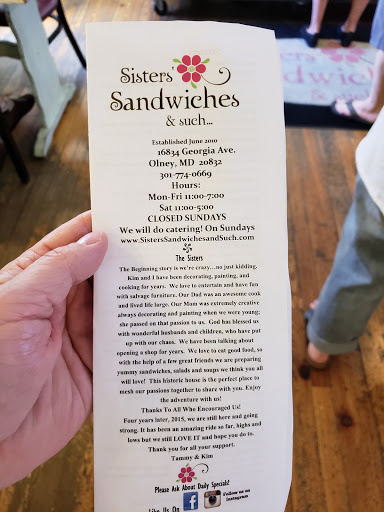 Sisters'
Sandwiches
& such...
Established June 2010
16834 Georgia Ave.
Olney, MD 20832
301-774-0669
Hours:
Mon-Fri 11:00-7:00
Sat 11:00-5:00
CLOSED SUNDAYS
We will do catering! On Sundays
www.SistersSandwichesandSuch.com
The Sisters
The Beginning story is we're crazy...no just kidding.
Kim and I have been decorating, painting, and
cooking for years. We love to entertain and have fun
with salvage furniture. Our Dad was an awesome cook
and lived life large. Our Mom was extremely creative
always decorating and painting when we were young;
she passed on that passion to us. God has blessed us
with wonderful husbands and children, who have put
up with our chaos. We have been talking about
opening a shop for years. We love to eat good food, so
with the help of a few great friends we are preparing
yummy sandwiches, salads and soups we think you all
will love! This historic house is the perfect place to
mesh our passions together to share with you. Enjoy
the adventure with us!
Thanks To All Who Encouraged Us!
Four years later, 2015, we are still here and going
strong. It has been an amazing ride so far, highs and
lows but we still LOVE IT and hope you do to.
Thank you for all your support.
Tammy & Kim
Please Ask About Daily Specials!
Like Us On
Follow us on
Instagram
Sisters'
andwiches
& such...